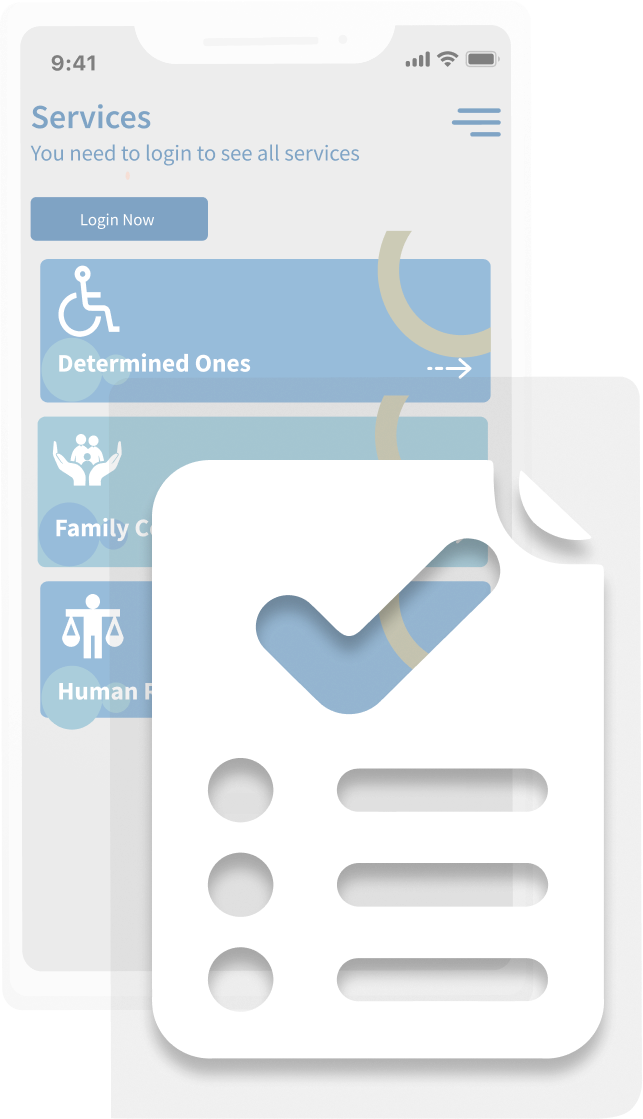 9:41
Services
You need to login to see all services
Login Now
Determined Ones
Family
Human